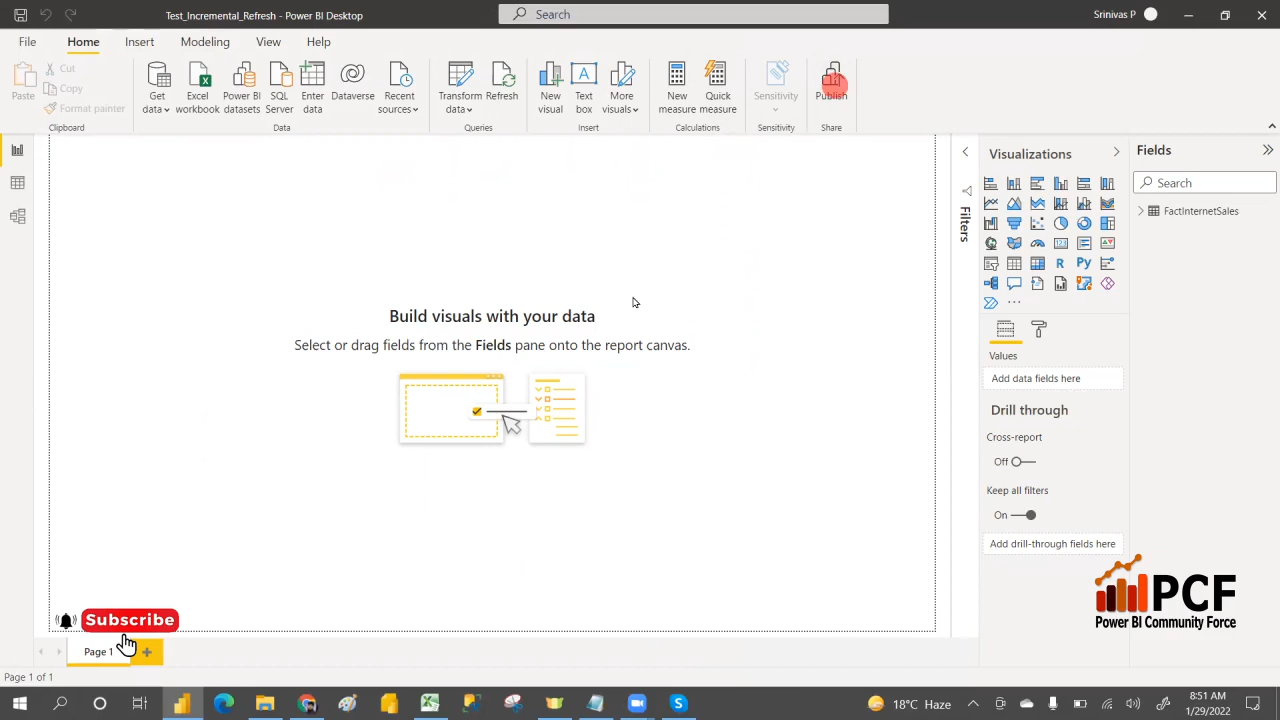 Test_Incremental_Refresh - Power BI Desktop
Search
Srinivas P
File
Home
Insert
Modeling
View
Help
Paste
Cut
Copy
Format painter
Clipboard
Get data
Excel workbook
Power BI datasets
SQL Server
Enter data
Dataverse
Recent sources
Data
Transform data
Refresh
Queries
New visual
A
Text box
More visuals
Insert
New measure
Quick measure
Calculations
Sensitivity
Sensitivity
Publish
Share
Filters
Visualizations
Fields
Search
FactInternetSales
R
Py
Values
Add data fields here
Drill through
Cross-report
Off
Keep all filters
On
Add drill-through fields here
Build visuals with your data
Select or drag fields from the Fields pane onto the report canvas.
PCF
Power BI Community Force
Subscribe
Page 1
Page 1 of 1
18°C Haze
8:51 AM
1/29/2022